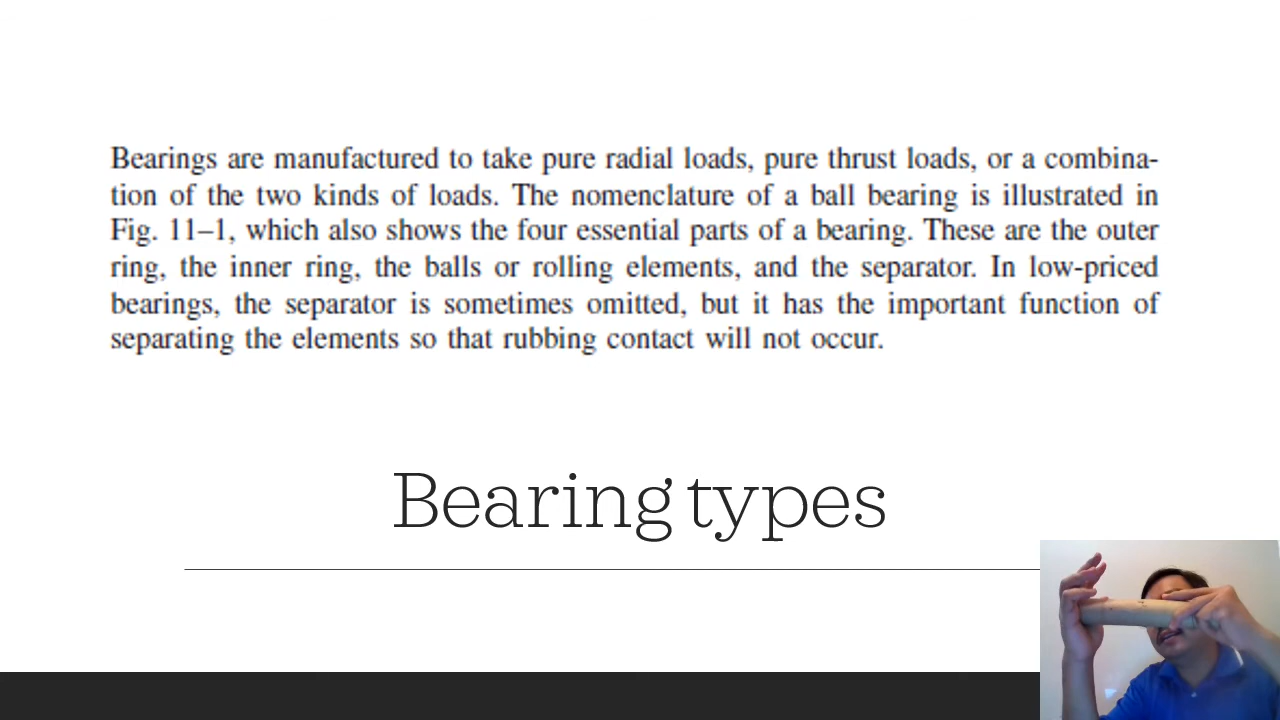 Bearings are manufactured to take pure radial loads, pure thrust loads, or a combina-
tion of the two kinds of loads. The nomenclature of a ball bearing is illustrated in
Fig. 11–1, which also shows the four essential parts of a bearing. These are the outer
ring, the inner ring, the balls or rolling elements, and the separator. In low-priced
bearings, the separator is sometimes omitted, but it has the important function of
separating the elements so that rubbing contact will not occur.
Bearing types